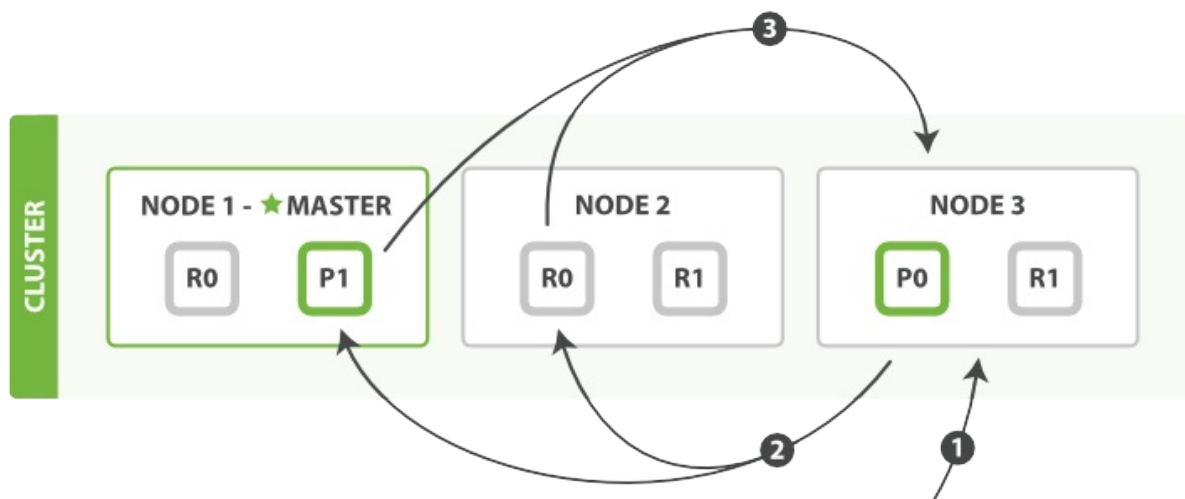 3
CLUSTER
NODE 1 - ★ MASTER
R0
P1
NODE 2
R0
R1
NODE 3
P0
R1
2
1